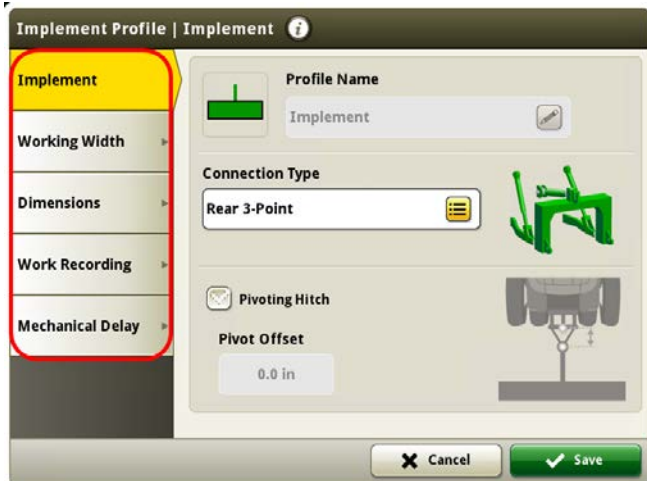 Implement Profile | Implement i
Implement
Working Width
Dimensions
Work Recording
Mechanical Delay
Profile Name
Implement
Connection Type
Rear 3-Point
Pivoting Hitch
Pivot Offset
0.0 in
Cancel
Save